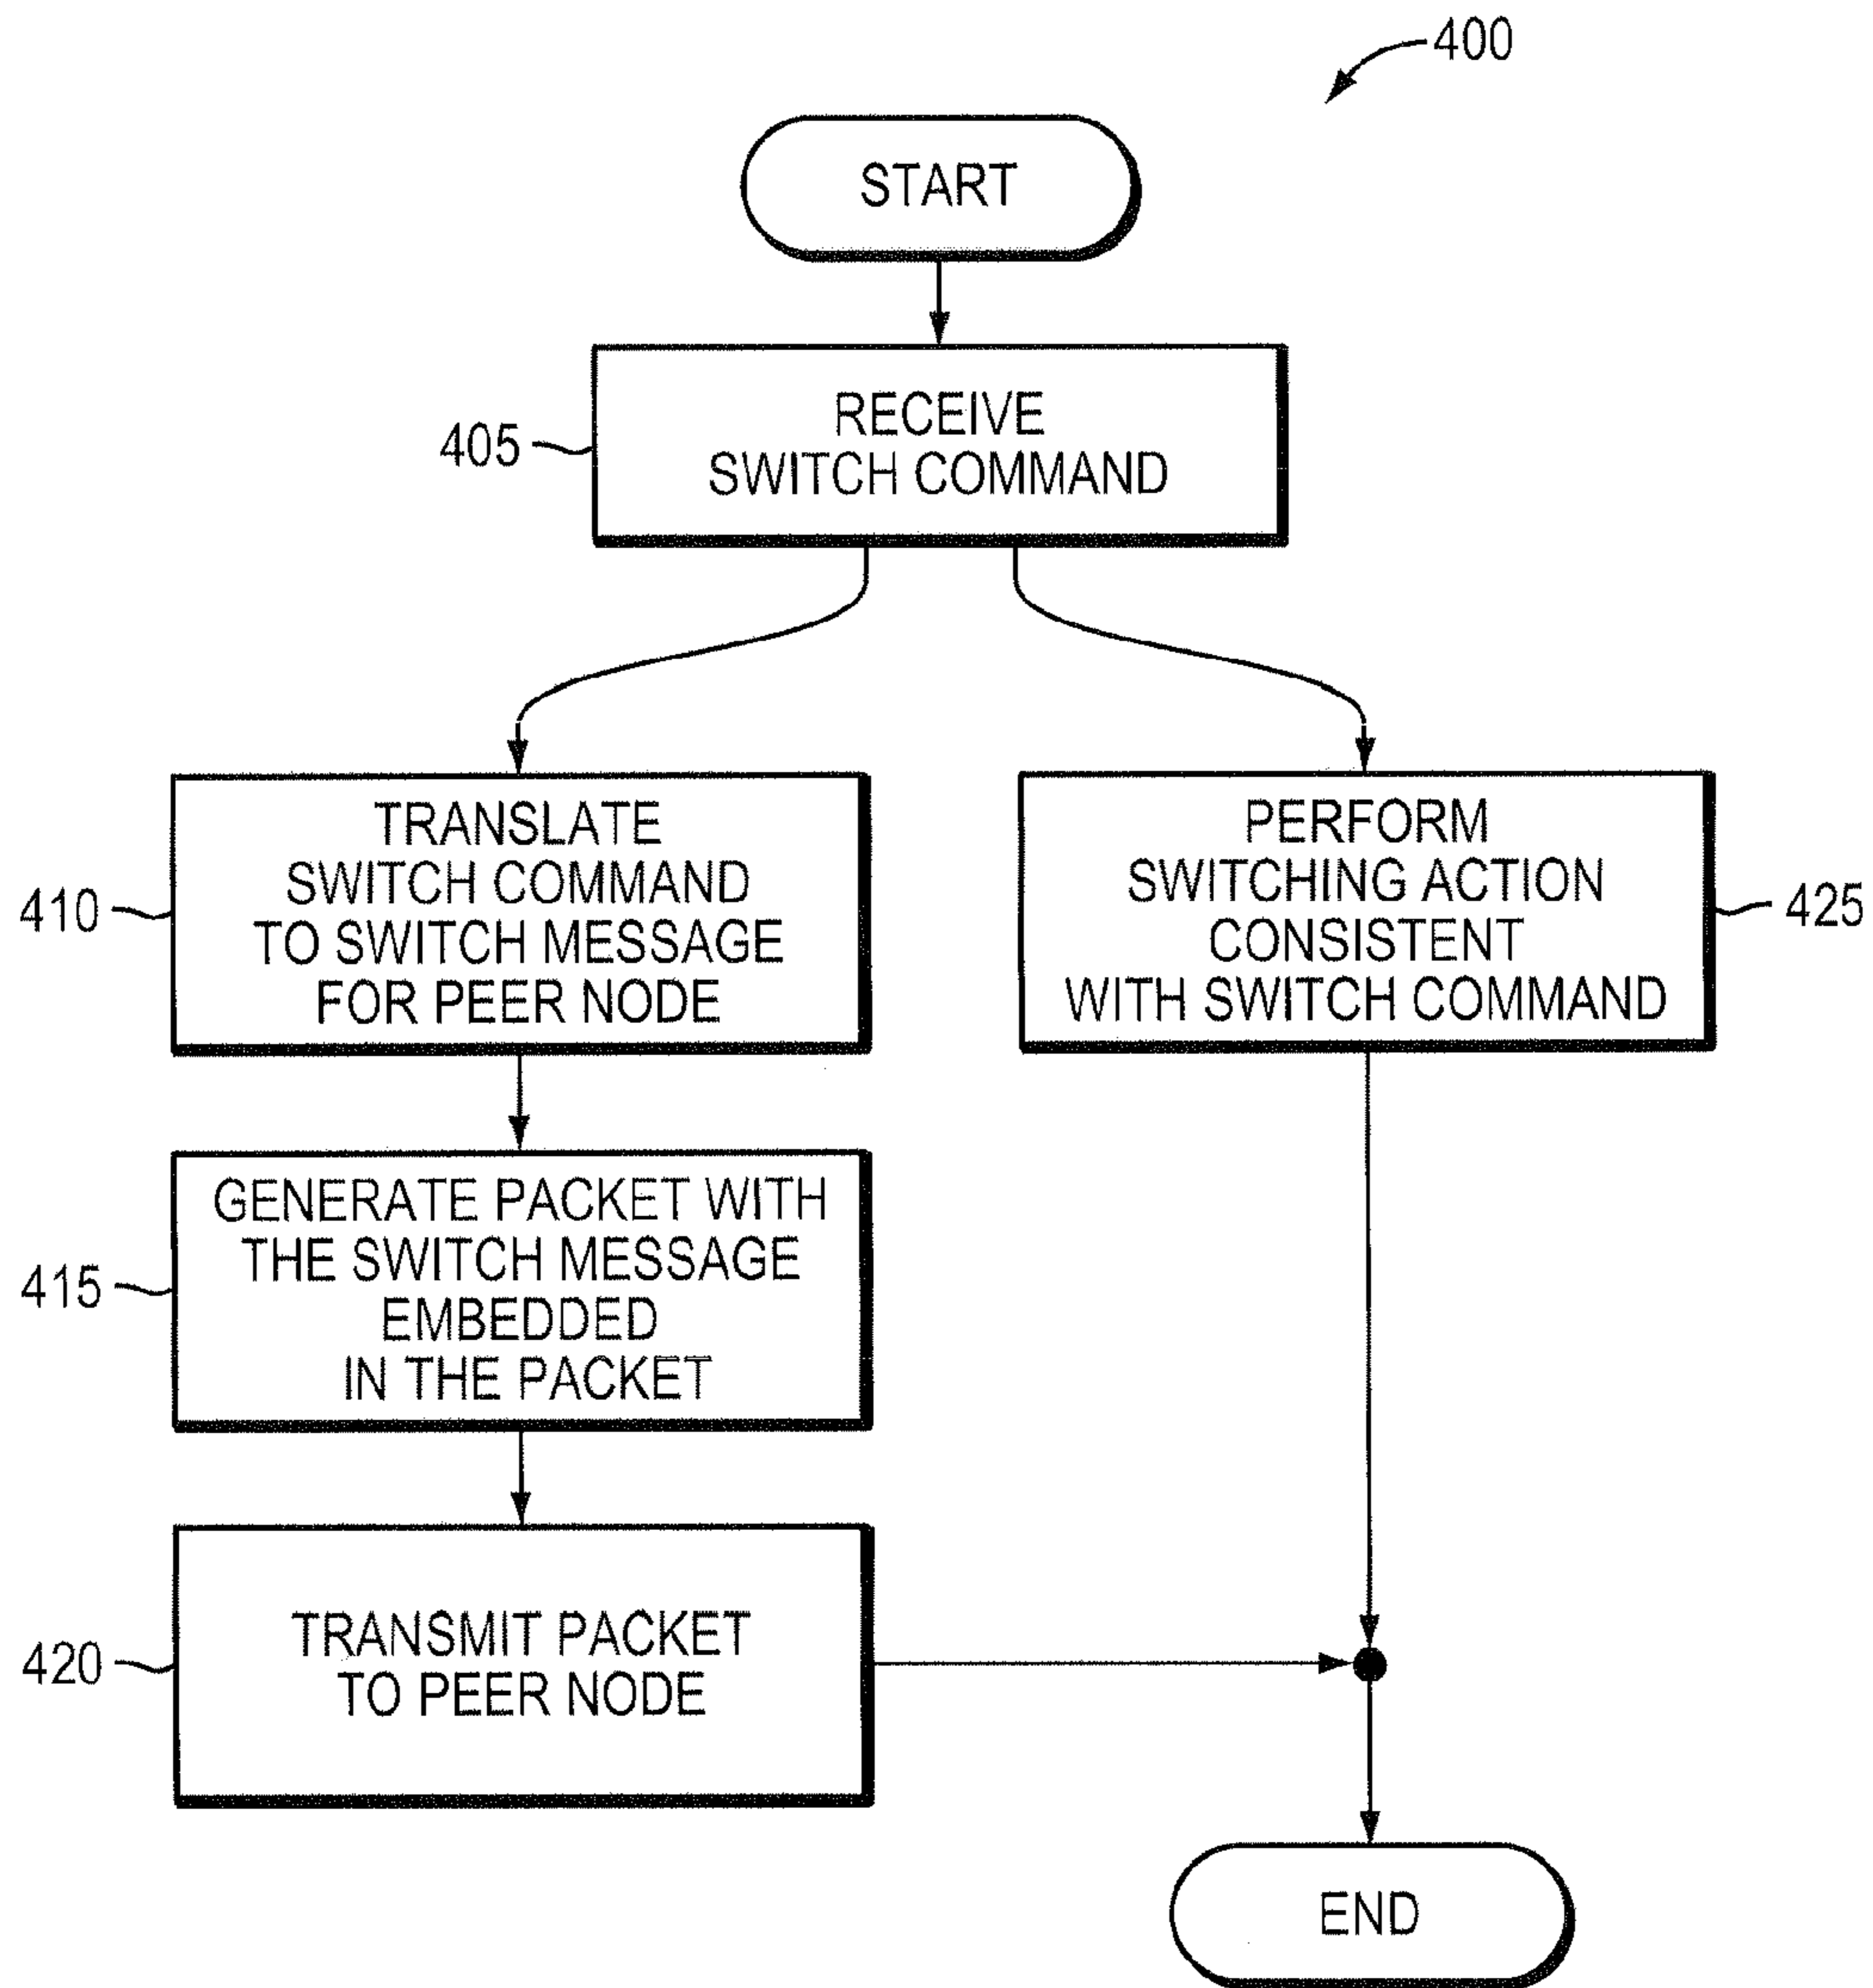 400
START
405
RECEIVE
SWITCH COMMAND
410
TRANSLATE
SWITCH COMMAND
TO SWITCH MESSAGE
FOR PEER NODE
PERFORM
SWITCHING ACTION
CONSISTENT
WITH SWITCH COMMAND
425
415
GENERATE PACKET WITH
THE SWITCH MESSAGE
EMBEDDED
IN THE PACKET
420
TRANSMIT PACKET
TO PEER NODE
END